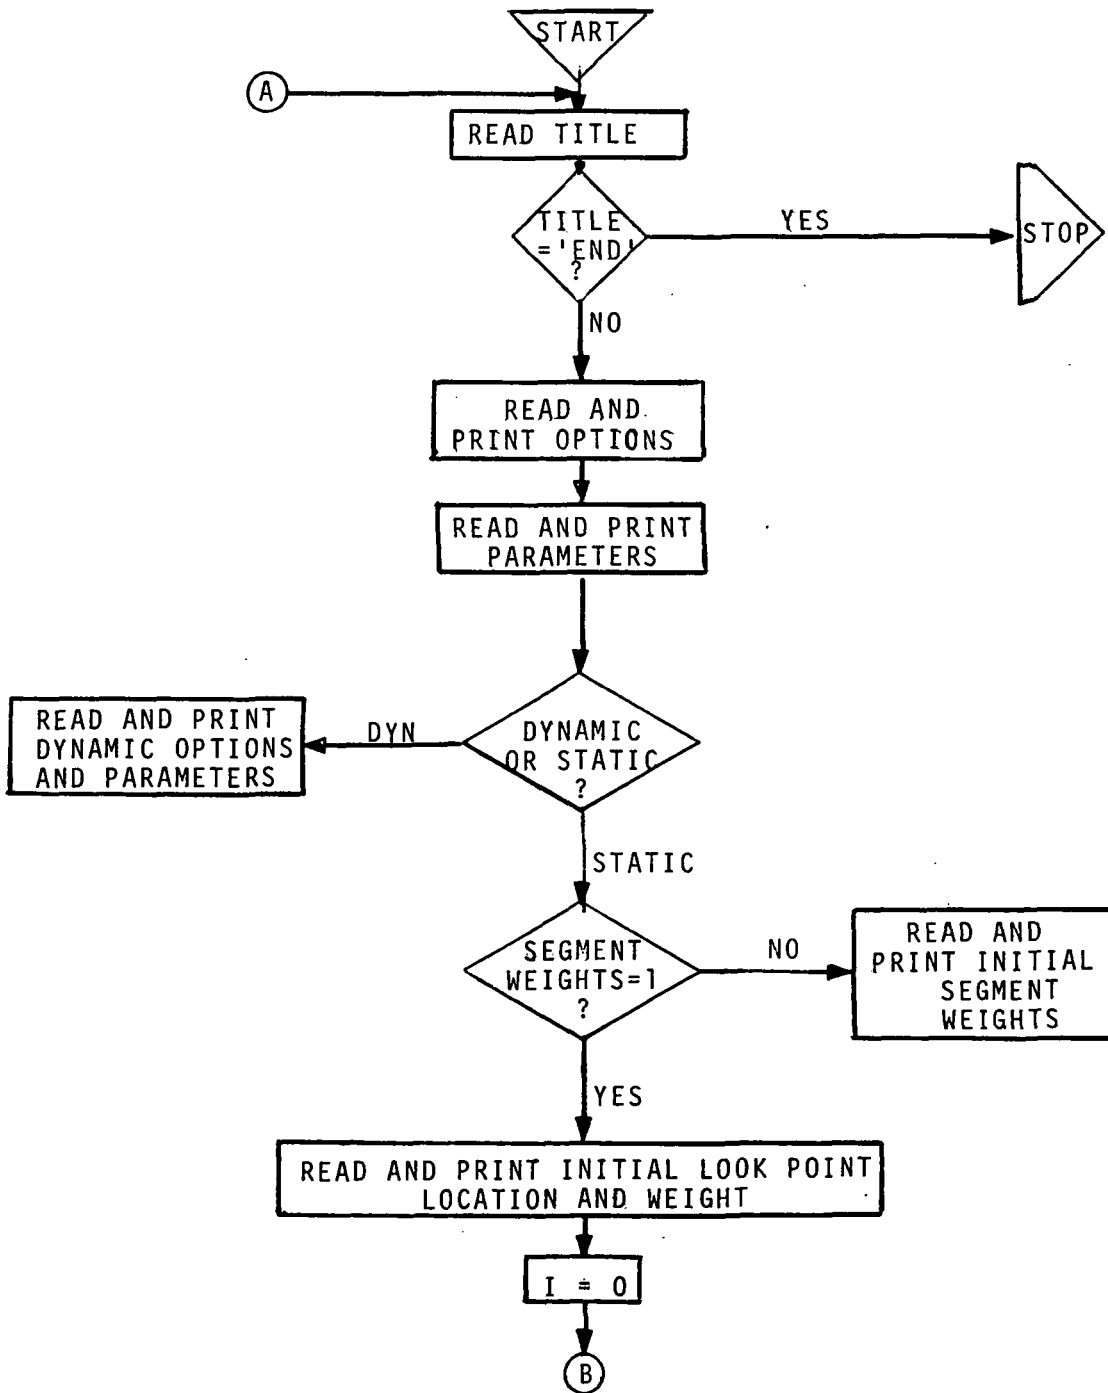 START
A
READ TITLE
TITLE
='END'
?
YES
STOP
NO
READ AND
PRINT OPTIONS
READ AND PRINT
PARAMETERS
READ AND PRINT
DYNAMIC OPTIONS
AND PARAMETERS
DYN
DYNAMIC
OR STATIC
?
STATIC
SEGMENT
WEIGHTS=1
?
NO
READ AND
PRINT INITIAL
SEGMENT
WEIGHTS
YES
READ AND PRINT INITIAL LOOK POINT
LOCATION AND WEIGHT
I = 0
B